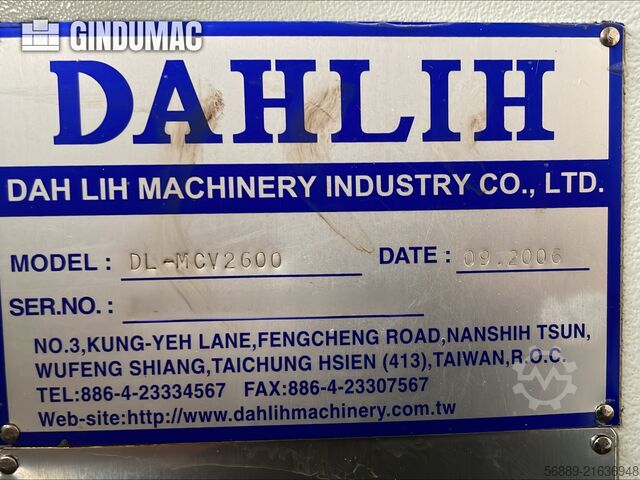 GINDUMAC
DAHLIH
DAH LIH MACHINERY INDUSTRY CO., LTD.
MODEL : DL-MCV2600 DATE : 09.2006
SER.NO. :
NO.3,KUNG-YEH LANE,FENGCHENG ROAD,NANSHIH TSUN,
WUFENG SHIANG,TAICHUNG HSIEN (413),TAIWAN,R.O.C.
TEL:886-4-23334567 FAX:886-4-23307567
Web-site:http://www.dahlihmachinery.com.tw
56889-21636948